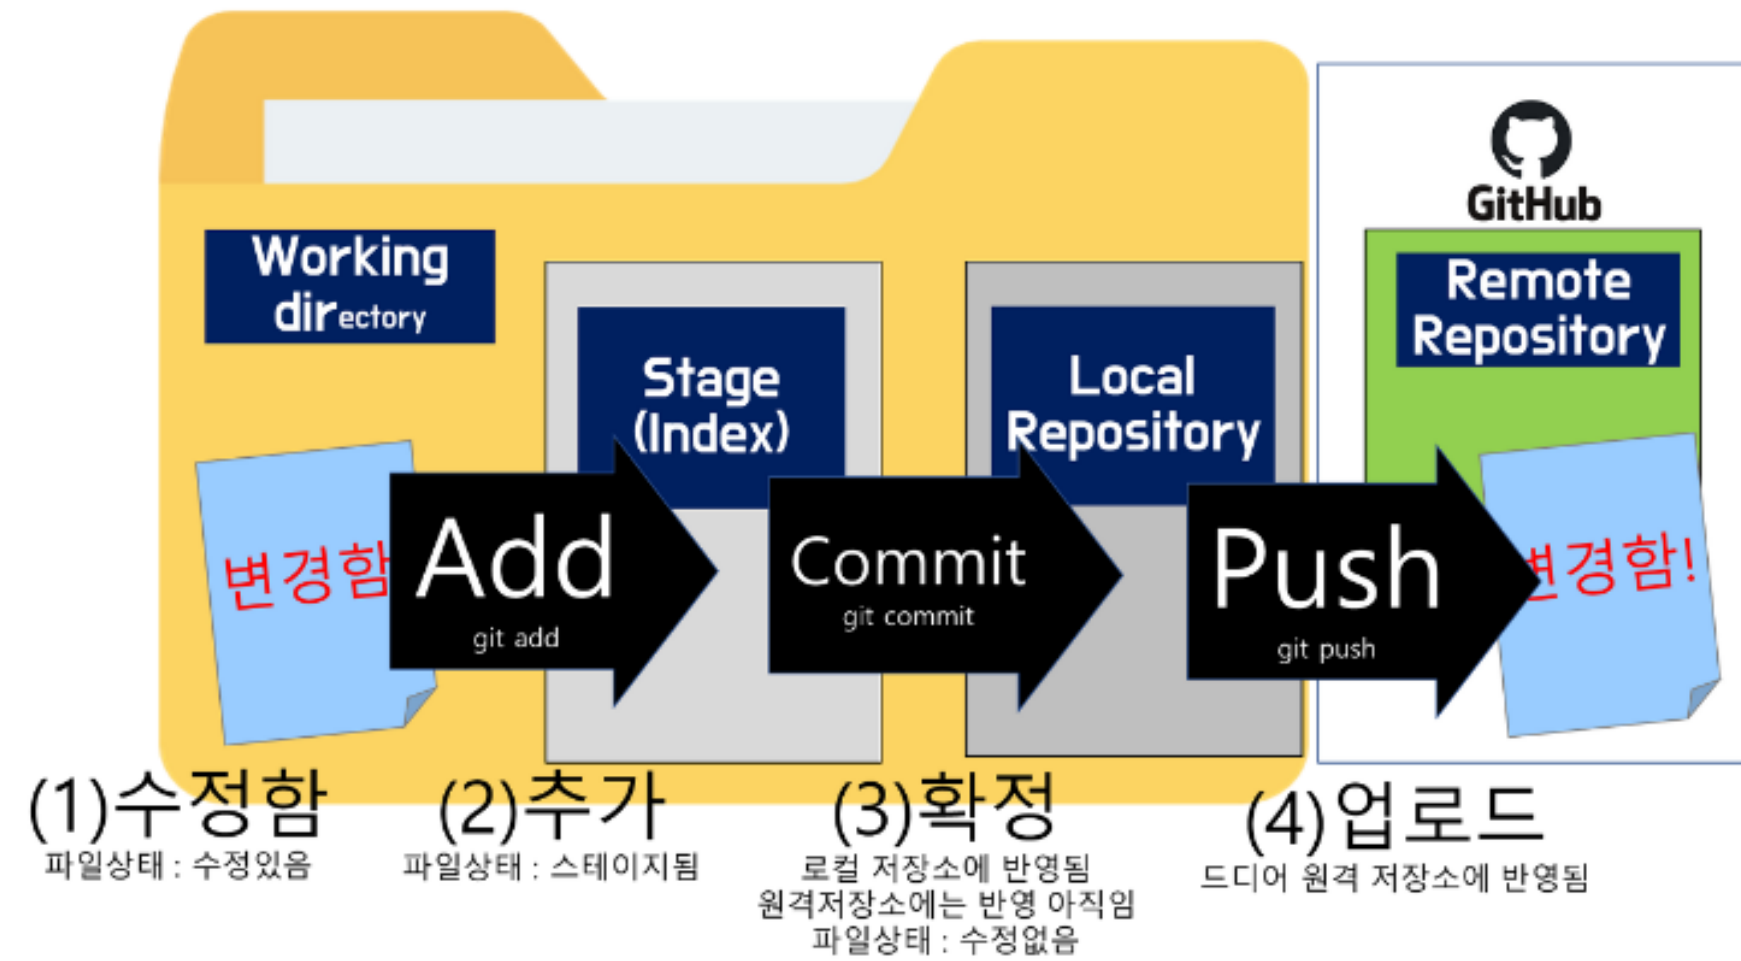 GitHub
Working
directory
Remote
Repository
Stage
(Index)
Local
Repository
변경함
Add
git add
Commit
git commit
Push
git push
변경함!
(1)수정함
파일상태 : 수정있음
(2)추가
파일상태 : 스테이지됨
(3)확정
로컬 저장소에 반영됨
원격저장소에는 반영 아직임
파일상태 : 수정없음
(4)업로드
드디어 원격 저장소에 반영됨